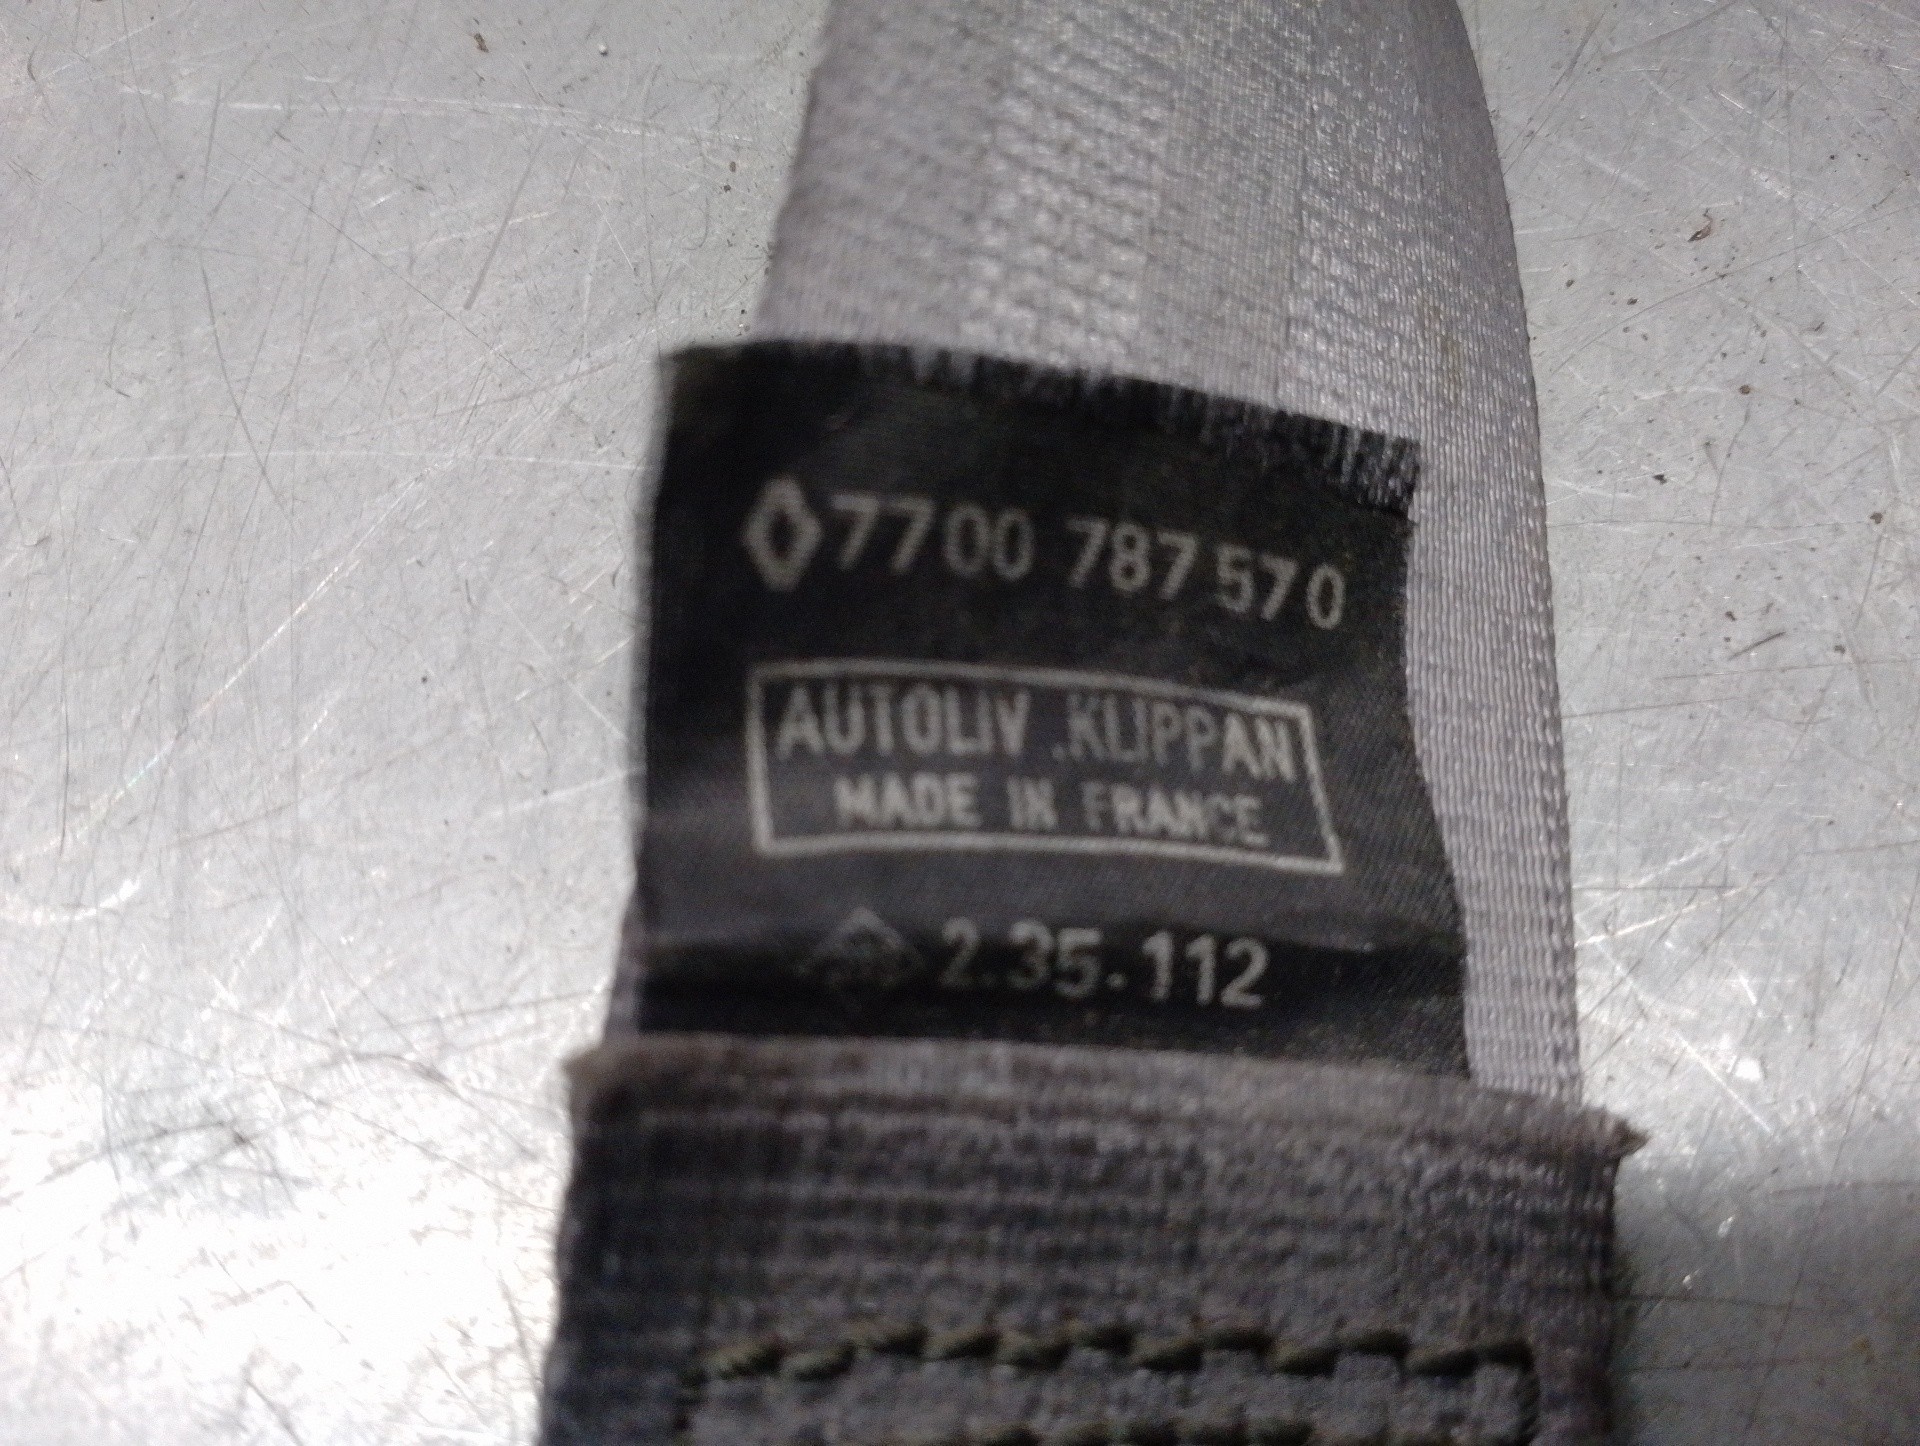 7700 787 570
AUTOLIV.KLIPPAN
MADE IN FRANCE
2.35.112